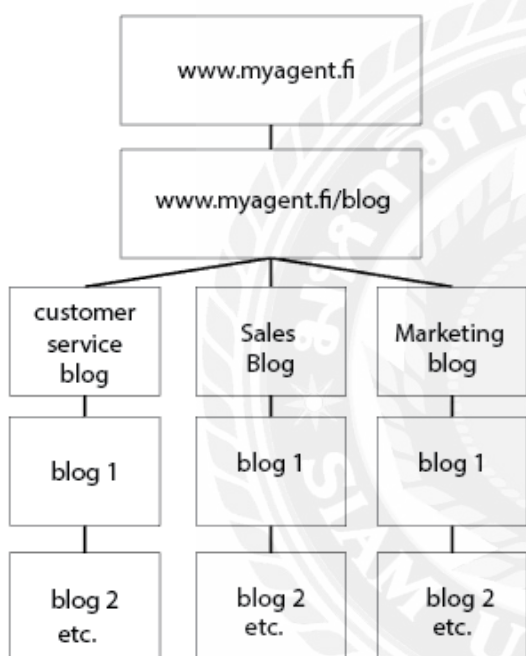 www.myagent.fi
www.myagent.fi/blog
customer
service
blog
Sales
Blog
Marketing
blog
blog 1
blog 1
blog 1
blog 2
etc.
blog 2
etc.
blog 2
etc.
SIAM U